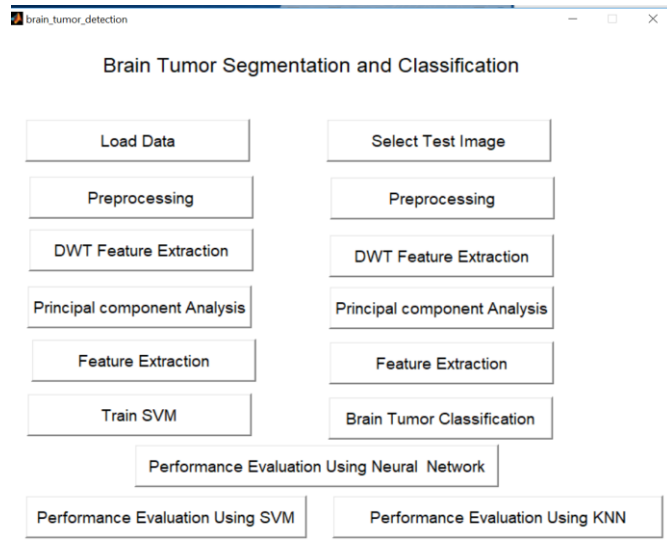 brain_tumor_detection
Brain Tumor Segmentation and Classification
Load Data
Select Test Image
Preprocessing
Preprocessing
DWT Feature Extraction
DWT Feature Extraction
Principal component Analysis
Principal component Analysis
Feature Extraction
Feature Extraction
Train SVM
Brain Tumor Classification
Performance Evaluation Using Neural Network
Performance Evaluation Using SVM
Performance Evaluation Using KNN